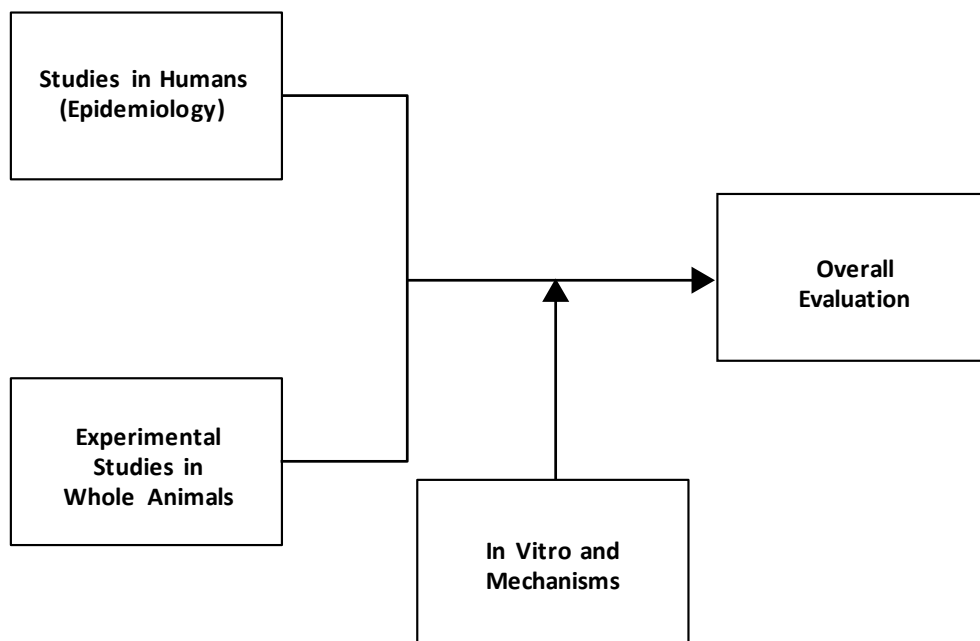 Studies in Humans
(Epidemiology)
Overall
Evaluation
Experimental
Studies in
Whole Animals
In Vitro and
Mechanisms